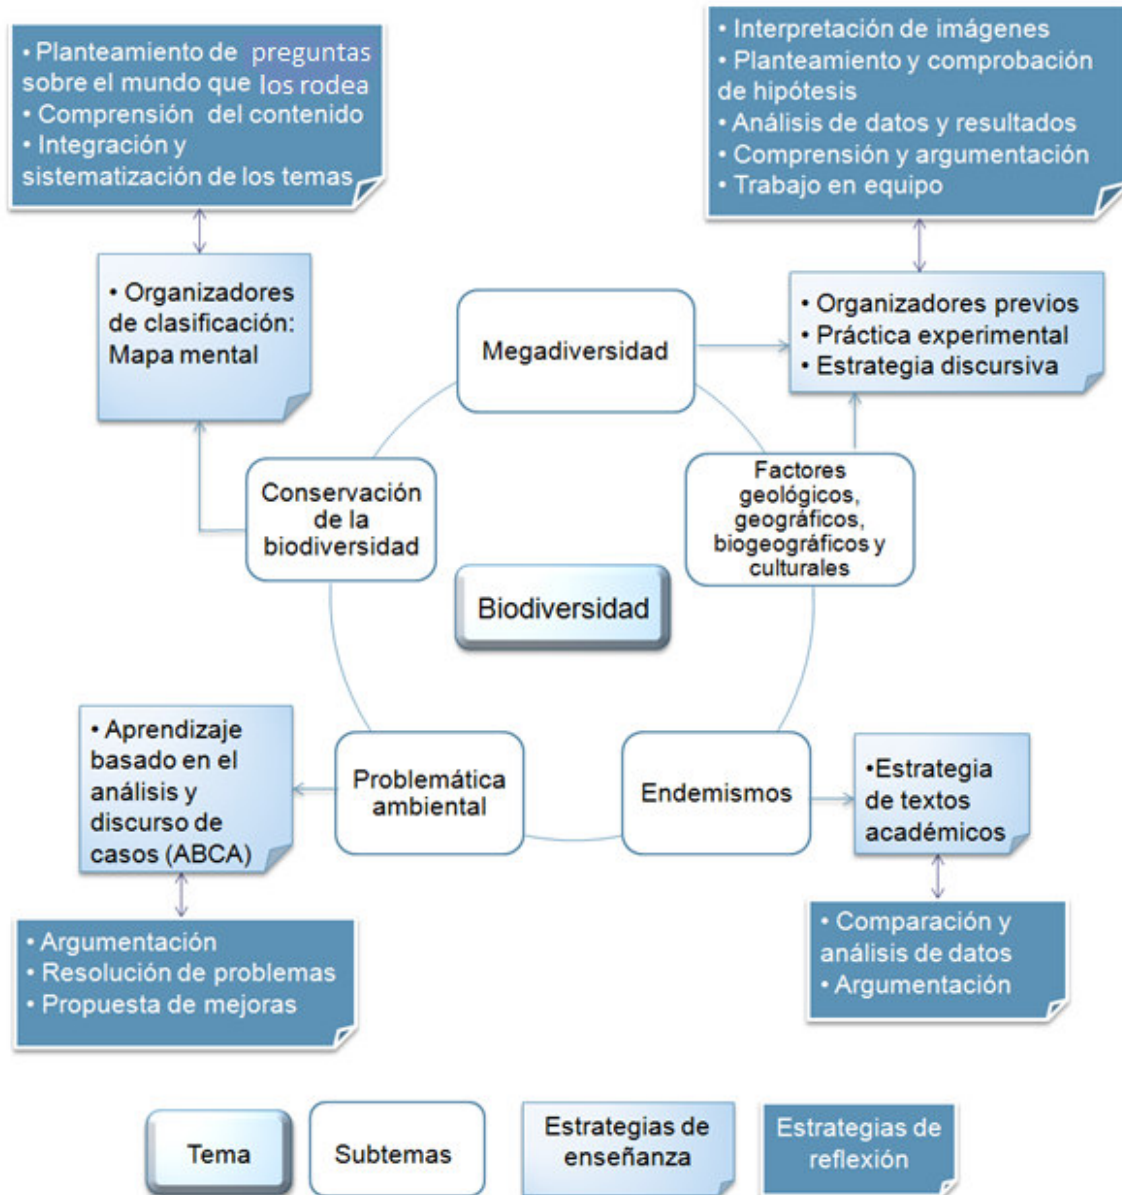 • Planteamiento de preguntas
sobre el mundo que los rodea
• Comprensión del contenido
• Integración y
sistematización de los temas
• Interpretación de imágenes
• Planteamiento y comprobación
de hipótesis
• Análisis de datos y resultados
• Comprensión y argumentación
• Trabajo en equipo
• Organizadores
de clasificación:
Mapa mental
Megadiversidad
• Organizadores previos
• Práctica experimental
• Estrategia discursiva
Conservación
de la
biodiversidad
Factores
geológicos,
geográficos,
biogeográficos y
culturales
Biodiversidad
• Aprendizaje
basado en el
análisis y
discurso de
casos (ABCA)
Problemática
ambiental
Endemismos
•Estrategia
de textos
académicos
• Argumentación
• Resolución de problemas
• Propuesta de mejoras
• Comparación y
análisis de datos
• Argumentación
Tema
Subtemas
Estrategias de
enseñanza
Estrategias de
reflexión